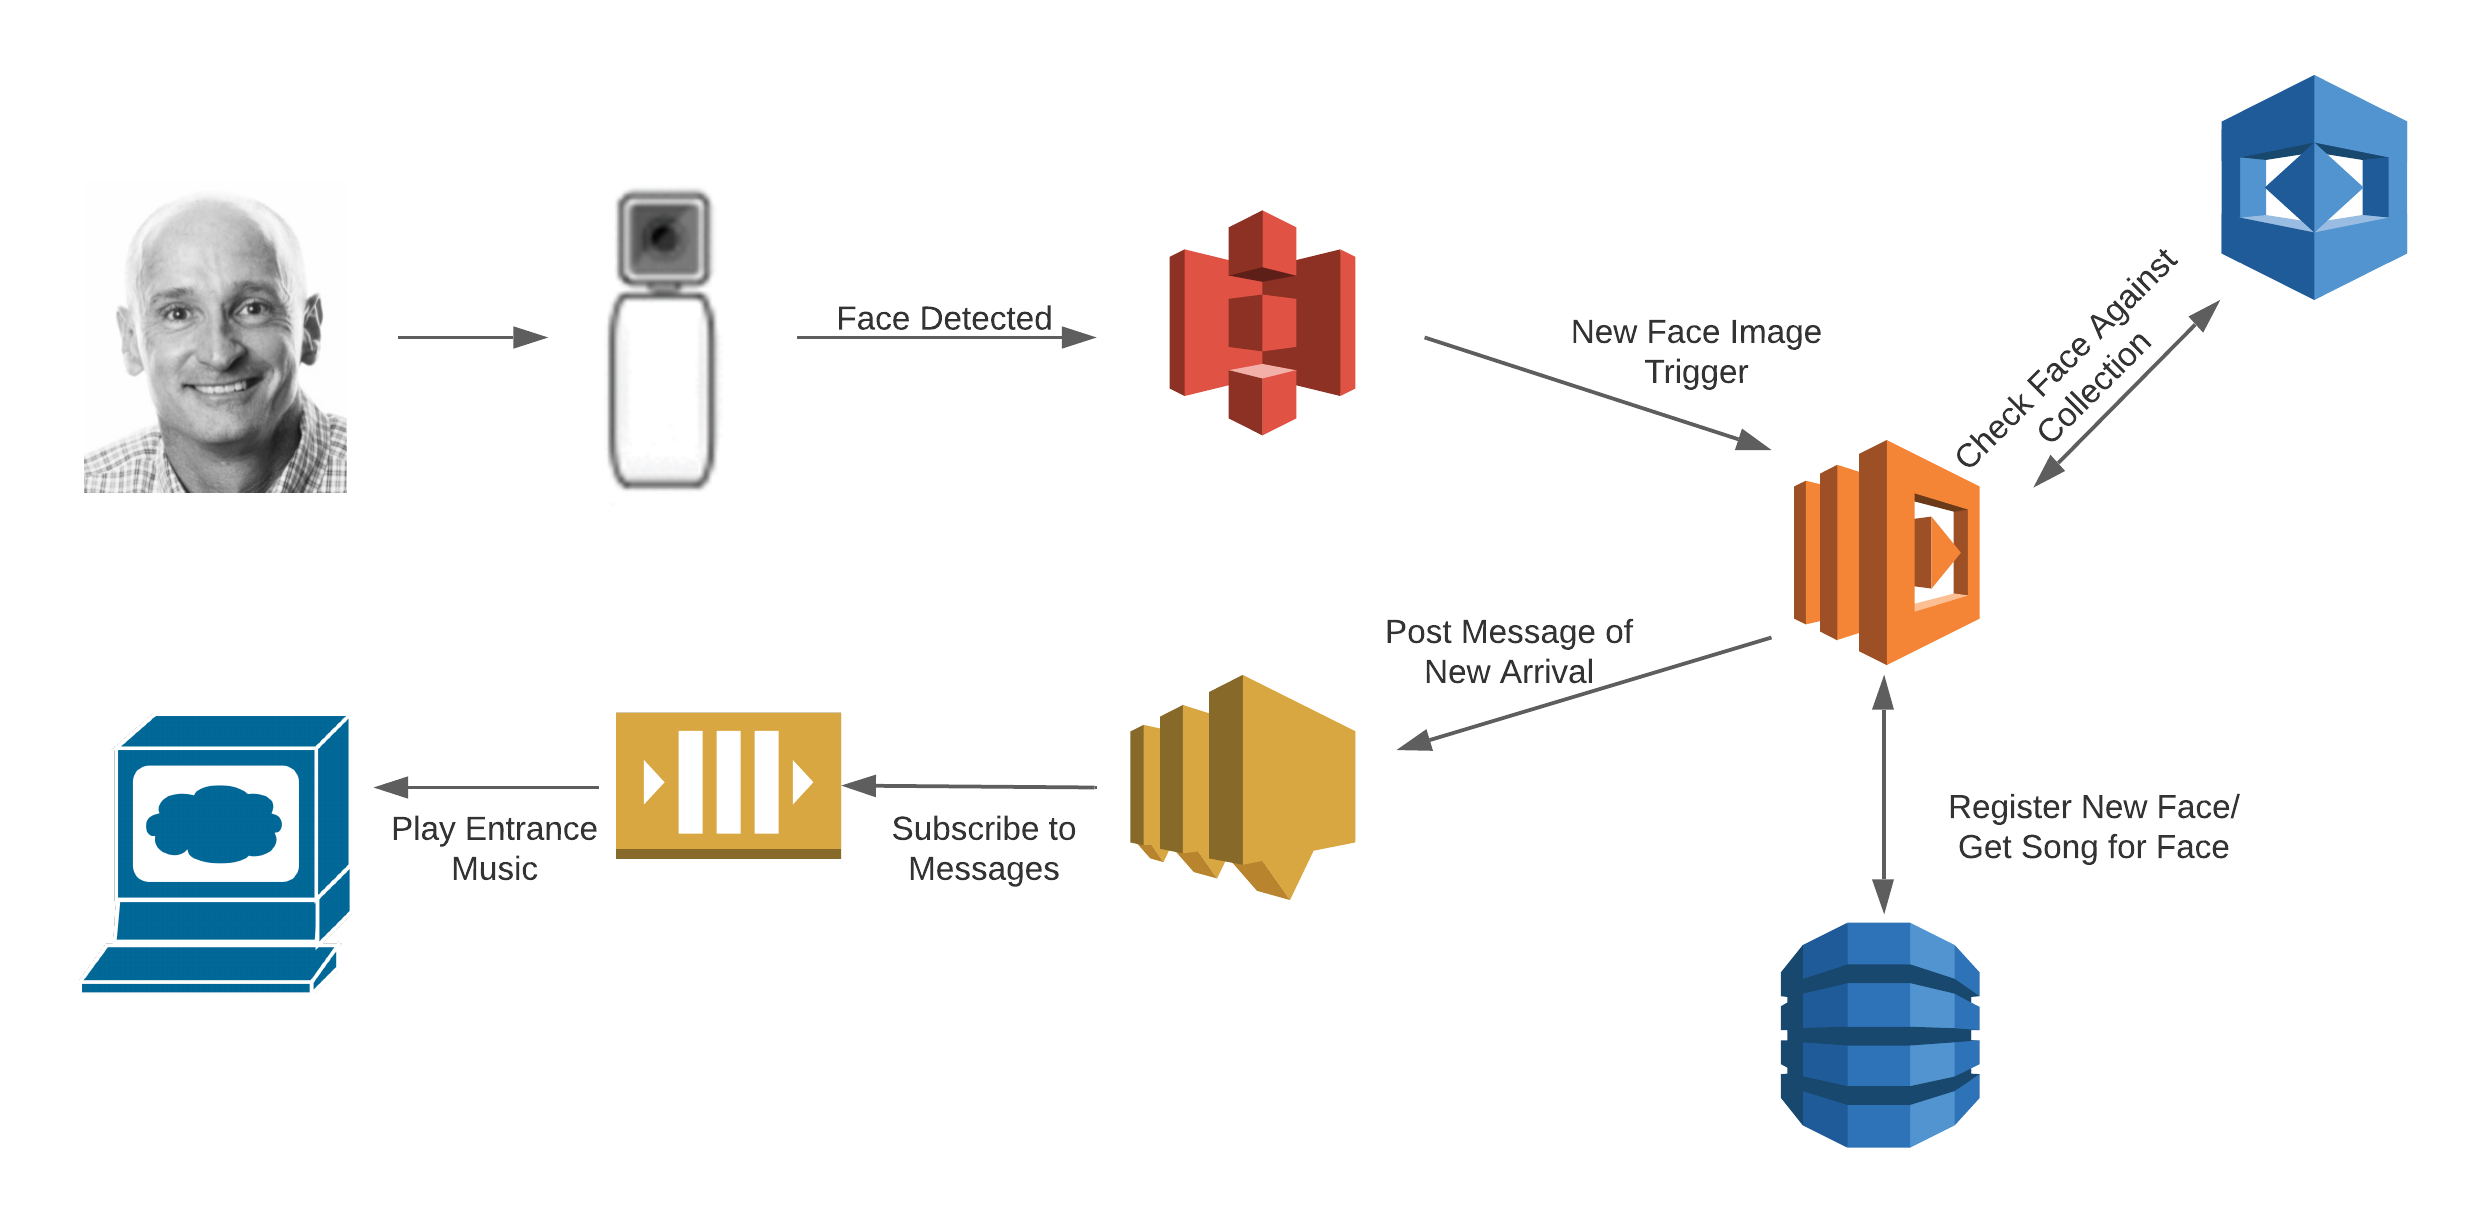 Face Detected
New Face Image
Trigger
Check Face Against
Collection
Post Message of
New Arrival
Register New Face/
Get Song for Face
Subscribe to
Messages
Play Entrance
Music